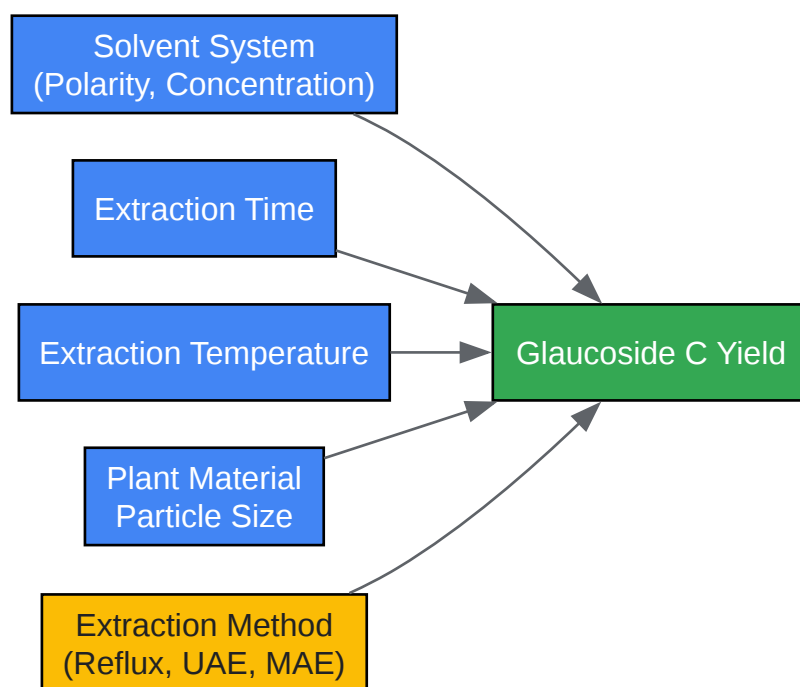 Solvent System
(Polarity, Concentration)
Extraction Time
Extraction Temperature
Glaucoside C Yield
Plant Material
Particle Size
Extraction Method
(Reflux, UAE, MAE)